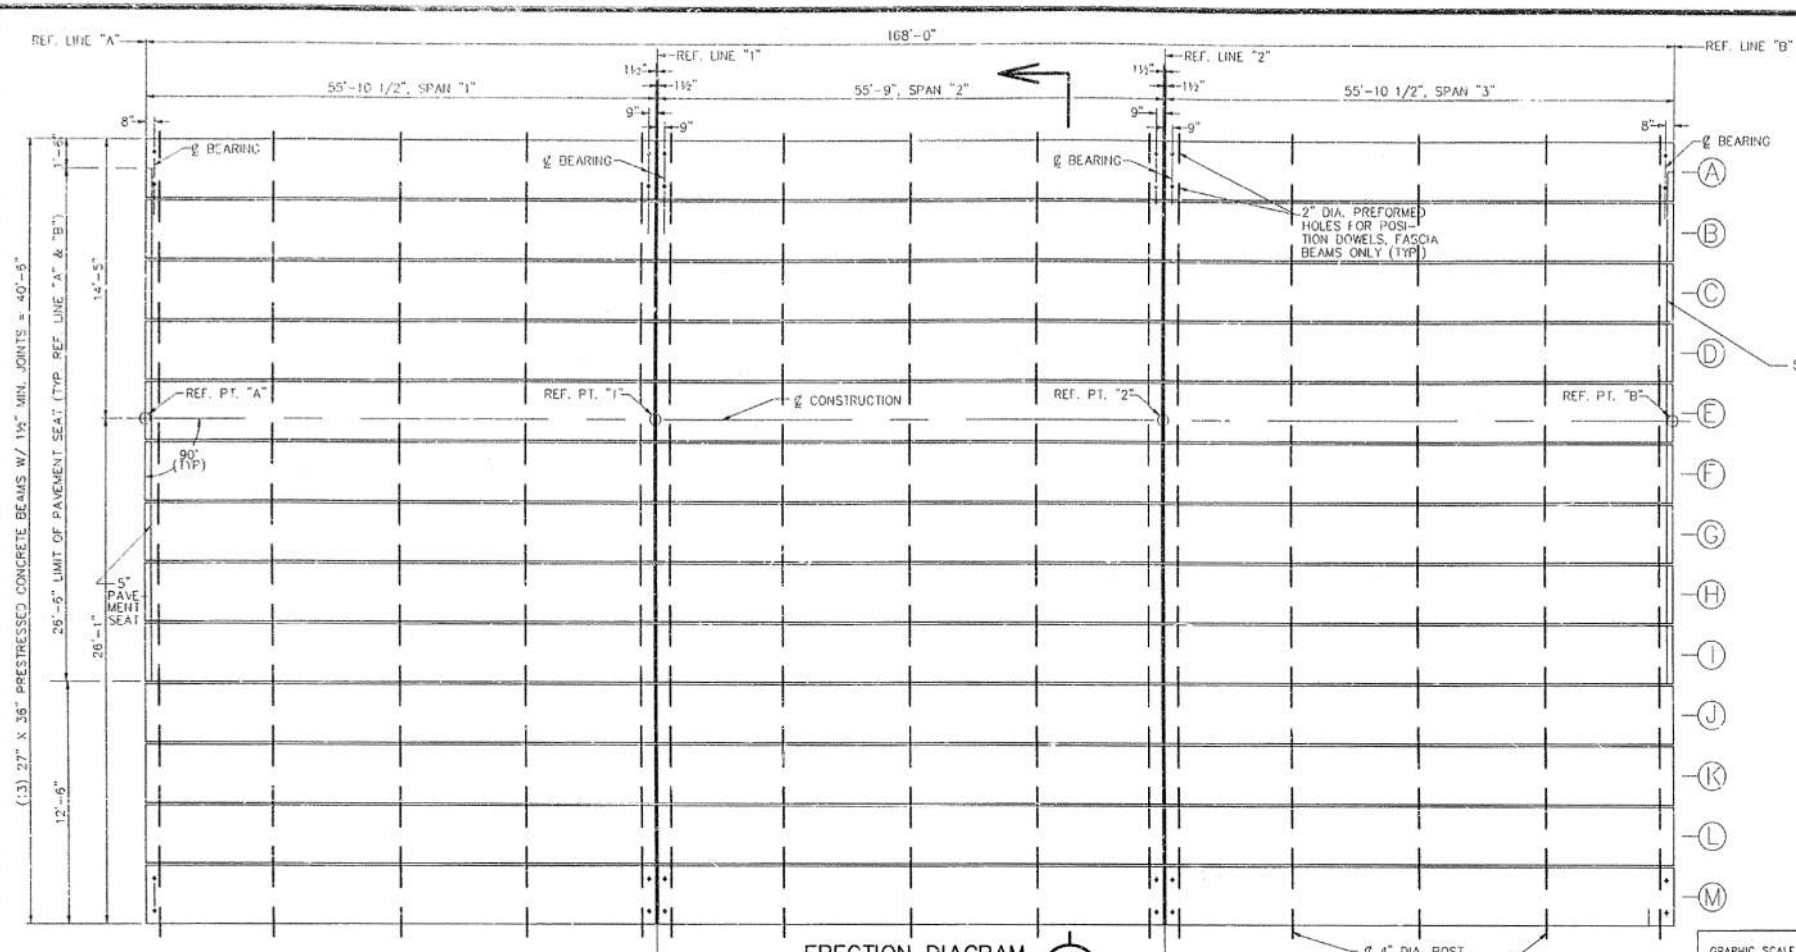 REF. LINE "A"
168'-0"
REF. LINE "B"
REF. LINE "1"
REF. LINE "2"
1½"
1½"
1½"
1½"
55'-10 1/2", SPAN "1"
55'-9", SPAN "2"
55'-10 1/2", SPAN "3"
8"
9"
9"
9"
9"
8"
℄ BEARING
℄ BEARING
℄ BEARING
℄ BEARING
1'-6"
A
2" DIA. PREFORMED
HOLES FOR POSI-
TION DOWELS, FASCIA
BEAMS ONLY (TYP)
B
C
D
(13) 27" X 36" PRESTRESSED CONCRETE BEAMS W/ 1½" MIN. JOINTS = 40'-6"
26'-6" LIMIT OF PAVEMENT SEAT (TYP REF LINE "A" & "B")
14'-5"
REF. PT. "A"
REF. PT. "1"
℄ CONSTRUCTION
REF. PT. "2"
REF. PT. "B"
E
90°
(TYP)
F
G
5"
PAVE-
MENT
SEAT
H
26'-1"
I
J
K
12'-6"
L
M
ERECTION DIAGRAM
℄ 4" DIA. POST
GRAPHIC SCALE